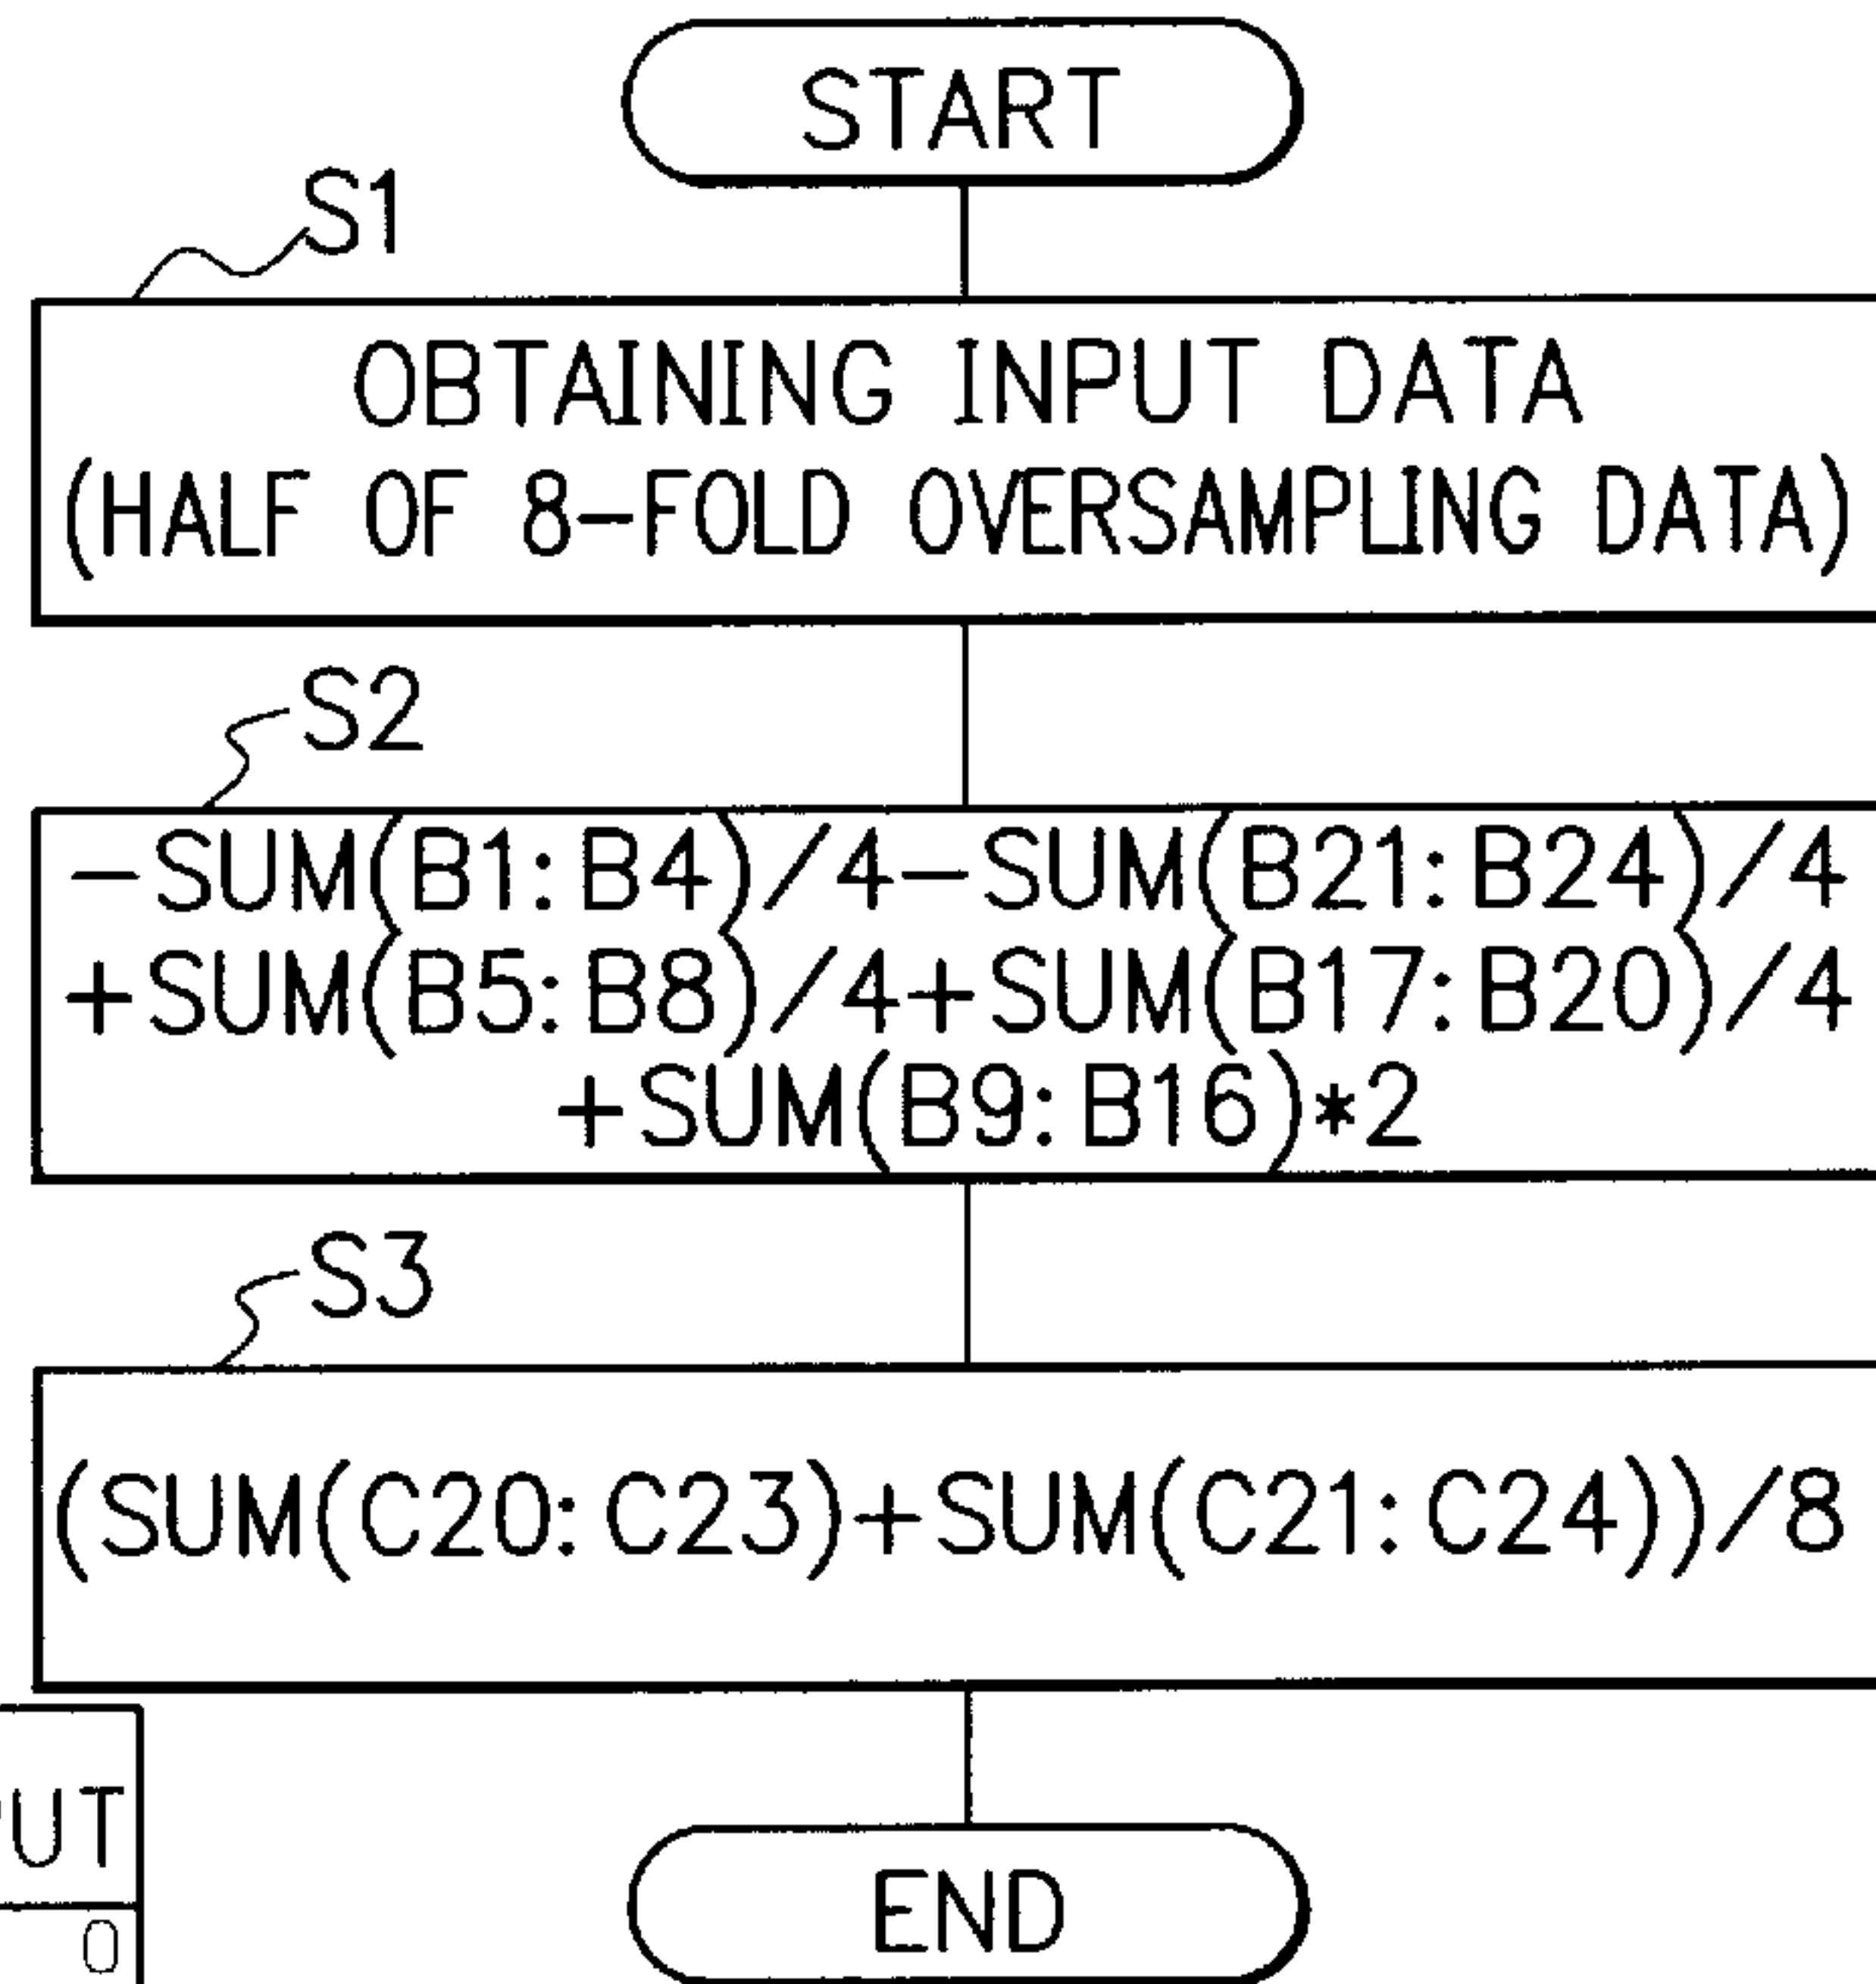 START
S1
OBTAINING INPUT DATA
(HALF OF 8-FOLD OVERSAMPLING DATA)
S2
-SUM(B1:B4)/4-SUM(B21:B24)/4
+SUM(B5:B8)/4+SUM(B17:B20)/4
+SUM(B9:B16)*2
S3
(SUM(C20:C23)+SUM(C21:C24))/8
END
0